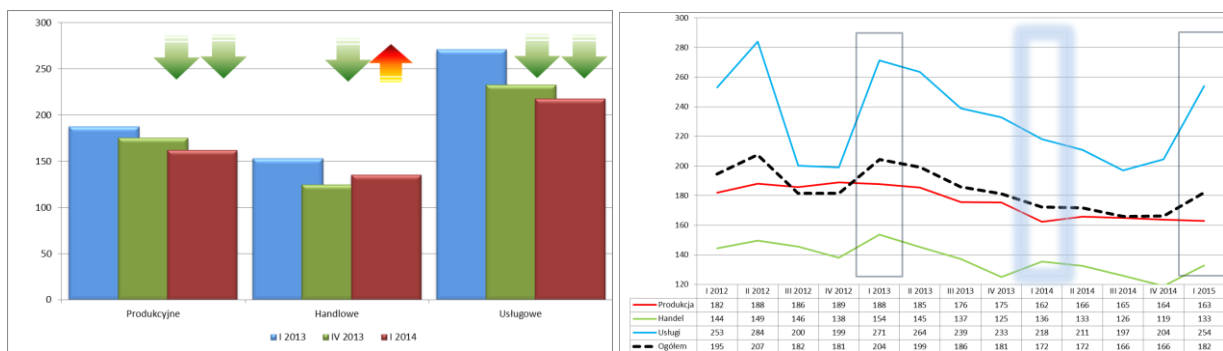 300
250
200
150
100
50
0
Produkcyjne Handlowe Usługowe
I 2013 IV 2013 I 2014
300
280
260
240
220
200
180
160
140
120
I 2012 II 2012 III 2012 IV 2012 I 2013 II 2013 III 2013 IV 2013 I 2014 II 2014 III 2014 IV 2014 I 2015
Produkcja 182 188 186 189 188 185 176 175 162 166 165 164 163
Handel 144 149 146 138 154 145 137 125 136 133 126 119 133
Usługi 253 284 200 199 271 264 239 233 218 211 197 204 254
Ogółem 195 207 182 181 204 199 186 181 172 172 166 166 182